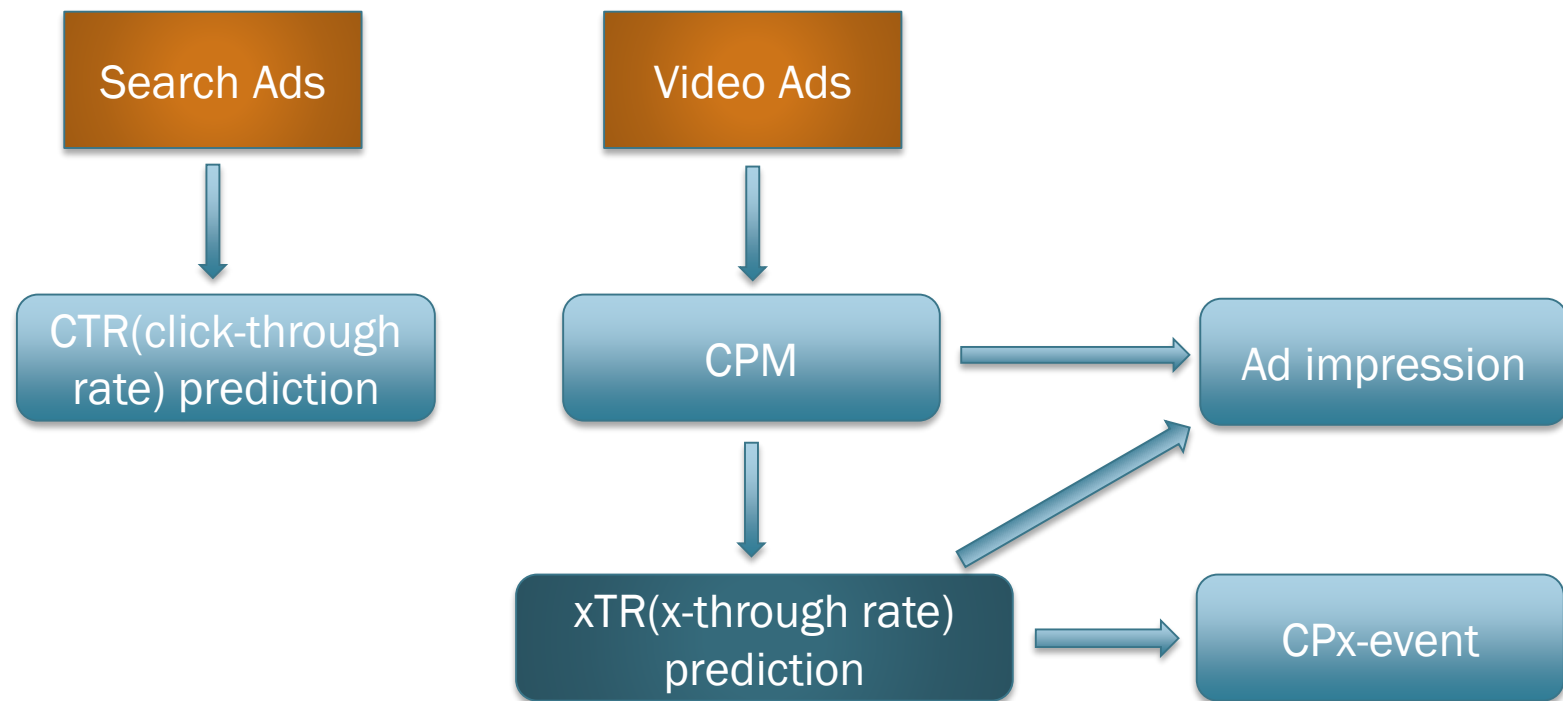 Search Ads
Video Ads
CTR(click-through
rate) prediction
CPM
Ad impression
xTR(x-through rate)
prediction
CPx-event